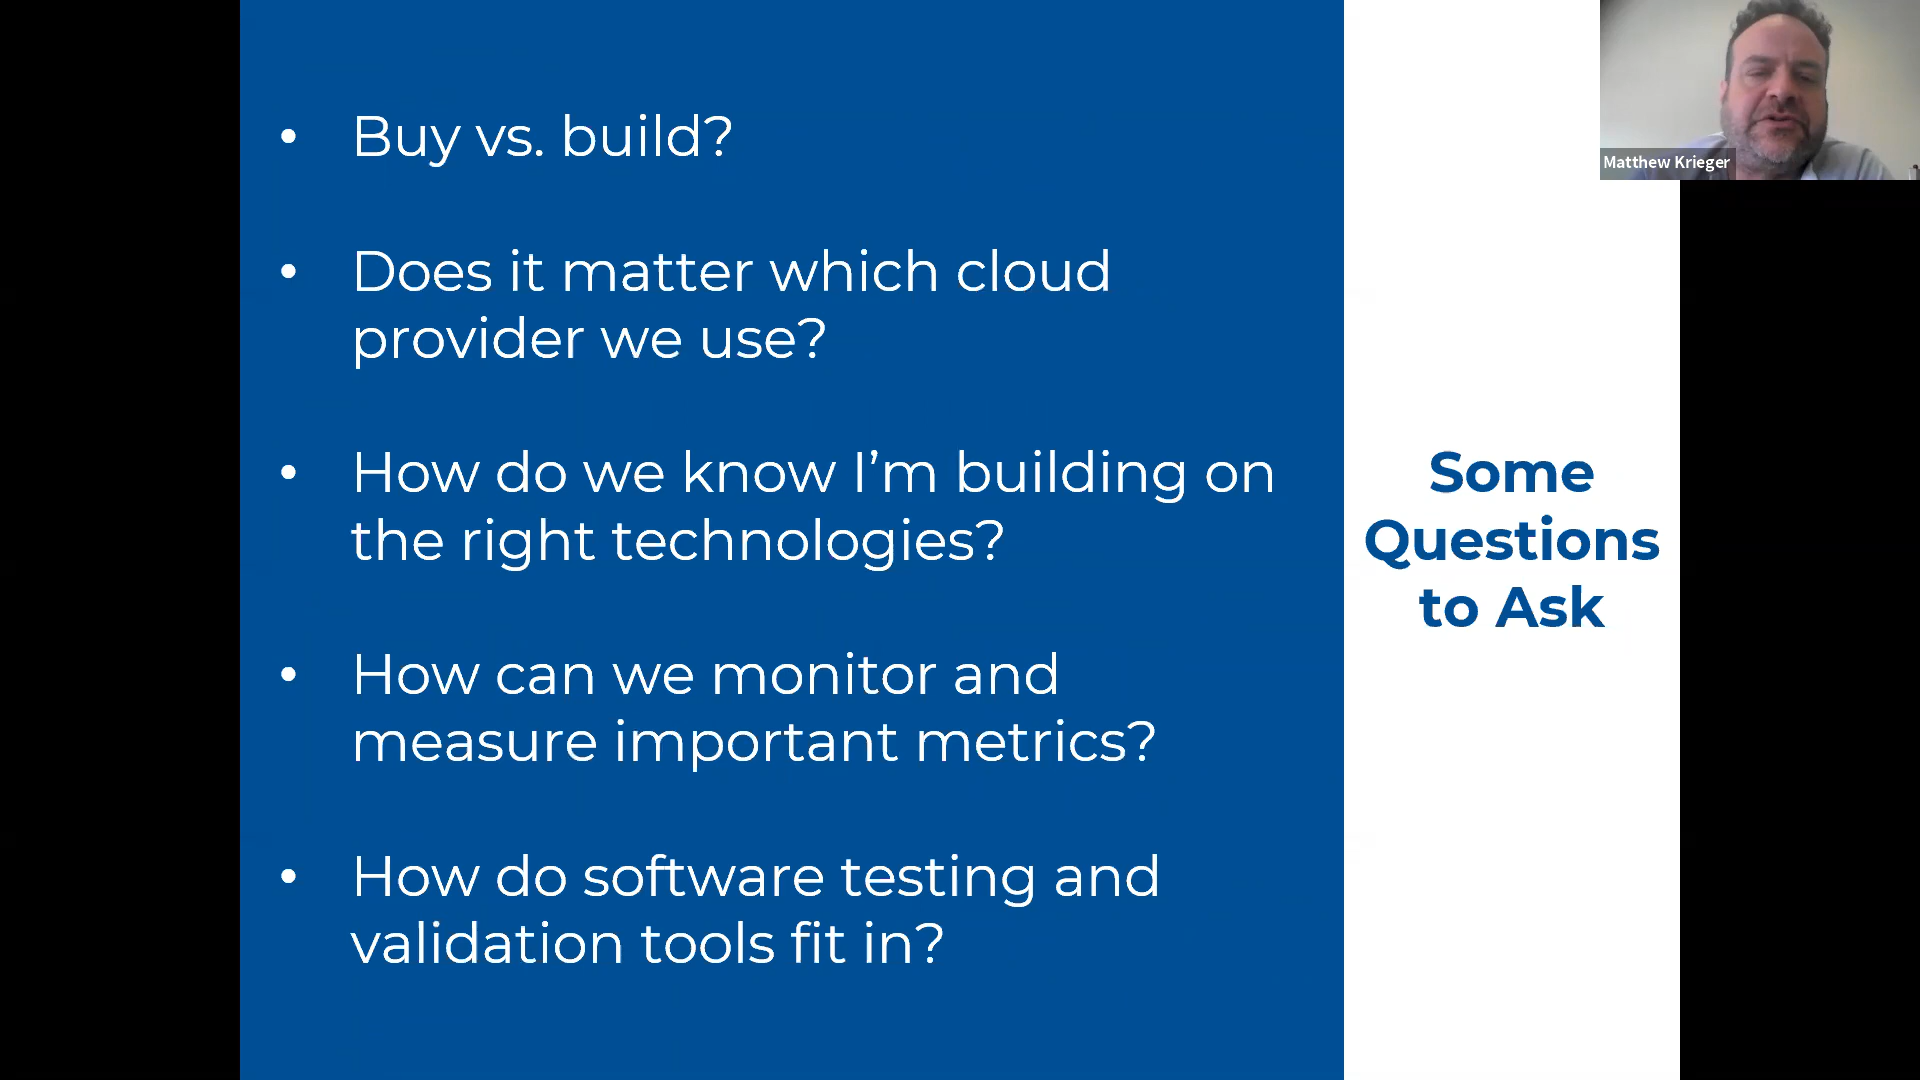 • Buy vs. build?
• Does it matter which cloud
provider we use?
• How do we know I’m building on
the right technologies?
• How can we monitor and
measure important metrics?
• How do software testing and
validation tools fit in?
Some
Questions
to Ask
Matthew Krieger